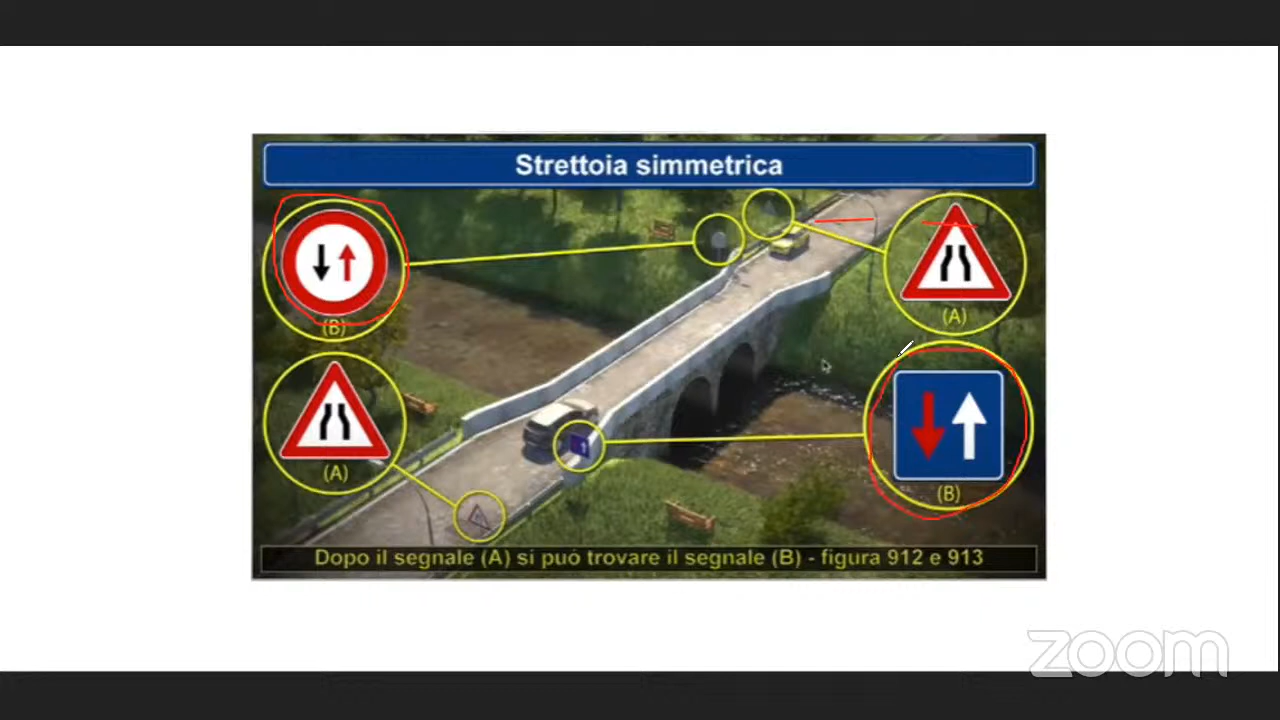 Strettoia simmetrica
(B)
(A)
(A)
(B)
Dopo il segnale (A) si può trovare il segnale (B) - figura 912 e 913
zoom